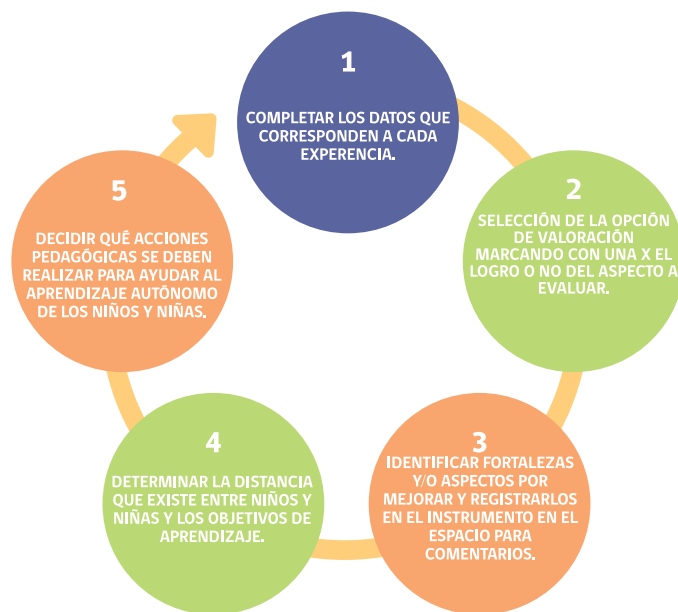 1
COMPLETAR LOS DATOS QUE
CORRESPONDEN A CADA
EXPERENCIA.
2
SELECCIÓN DE LA OPCIÓN
DE VALORACIÓN
MARCANDO CON UNA X EL
LOGRO O NO DEL ASPECTO A
EVALUAR.
3
IDENTIFICAR FORTALEZAS
Y/O ASPECTOS POR
MEJORAR Y REGISTRARLOS
EN EL INSTRUMENTO EN EL
ESPACIO PARA
COMENTARIOS.
4
DETERMINAR LA DISTANCIA
QUE EXISTE ENTRE NIÑOS Y
NIÑAS Y LOS OBJETIVOS DE
APRENDIZAJE.
5
DECIDIR QUÉ ACCIONES
PEDAGÓGICAS SE DEBEN
REALIZAR PARA AYUDAR AL
APRENDIZAJE AUTÓNOMO
DE LOS NIÑOS Y NIÑAS.